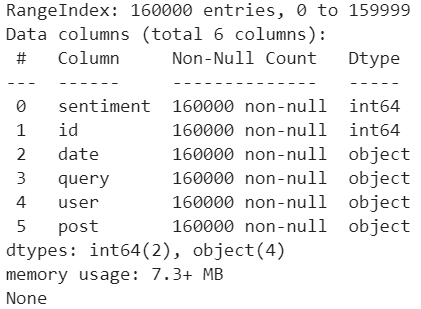 RangeIndex: 160000 entries, 0 to 159999
Data columns (total 6 columns):
 #   Column     Non-Null Count   Dtype
---  ------     --------------   -----
 0   sentiment  160000 non-null  int64
 1   id         160000 non-null  int64
 2   date       160000 non-null  object
 3   query      160000 non-null  object
 4   user       160000 non-null  object
 5   post       160000 non-null  object
dtypes: int64(2), object(4)
memory usage: 7.3+ MB
None